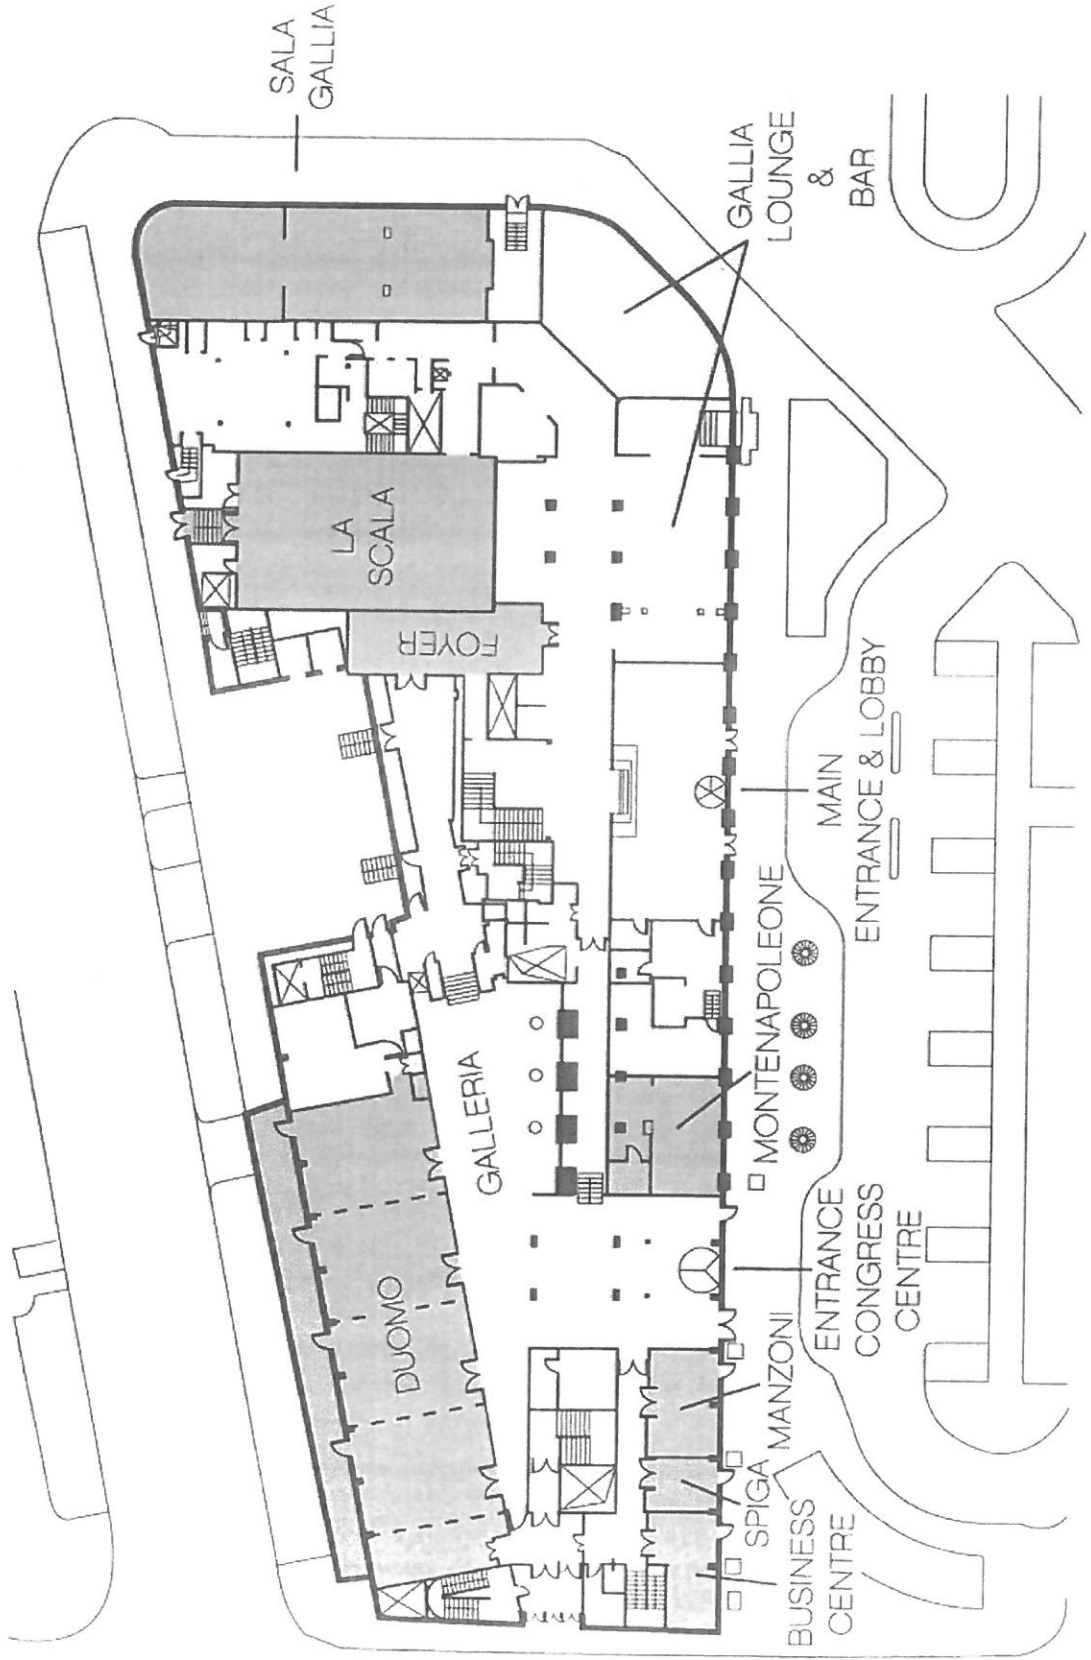 SALA
GALLIA
GALLIA
LOUNGE
&
BAR
LA
SCALA
FOYER
MAIN
ENTRANCE & LOBBY
MONTENAPOLEONE
GALLERIA
ENTRANCE
CONGRESS
CENTRE
DUOMO
MANZONI
SPIGA
BUSINESS
CENTRE